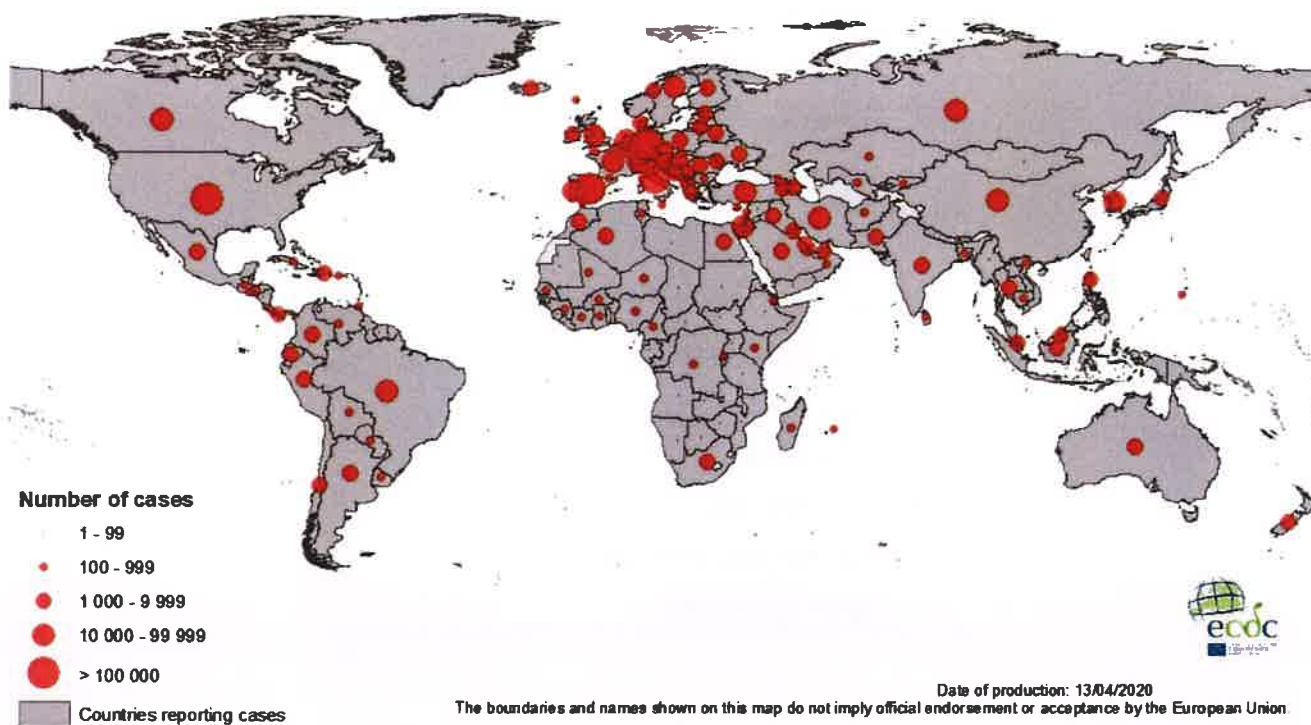 Number of cases
1 - 99
100 - 999
1 000 - 9 999
10 000 - 99 999
> 100 000
Countries reporting cases
ecdc
Date of production: 13/04/2020
The boundaries and names shown on this map do not imply official endorsement or acceptance by the European Union.